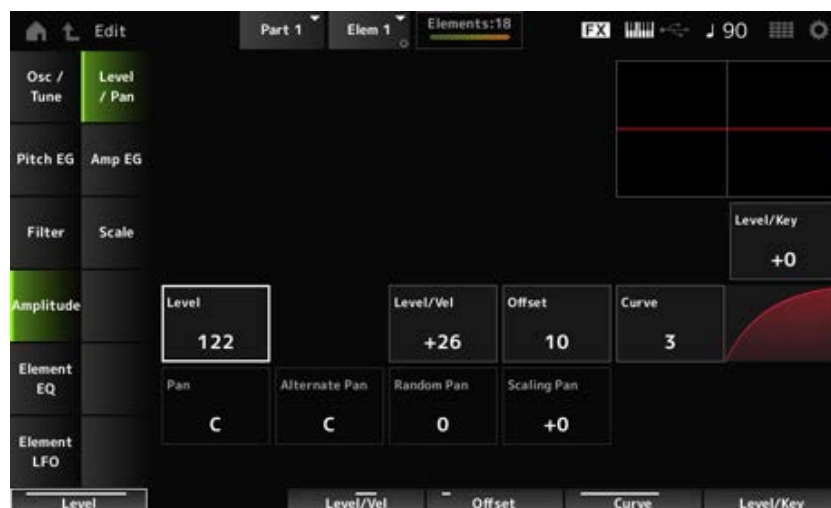 Edit
Part 1
Elem 1
Elements:18
FX
♩ 90
Osc /
Tune
Level
/ Pan
Pitch EG
Amp EG
Filter
Scale
Level/Key
+0
Amplitude
Level
122
Level/Vel
+26
Offset
10
Curve
3
Element
EQ
Pan
C
Alternate Pan
C
Random Pan
0
Scaling Pan
+0
Element
LFO
Level
Level/Vel
Offset
Curve
Level/Key